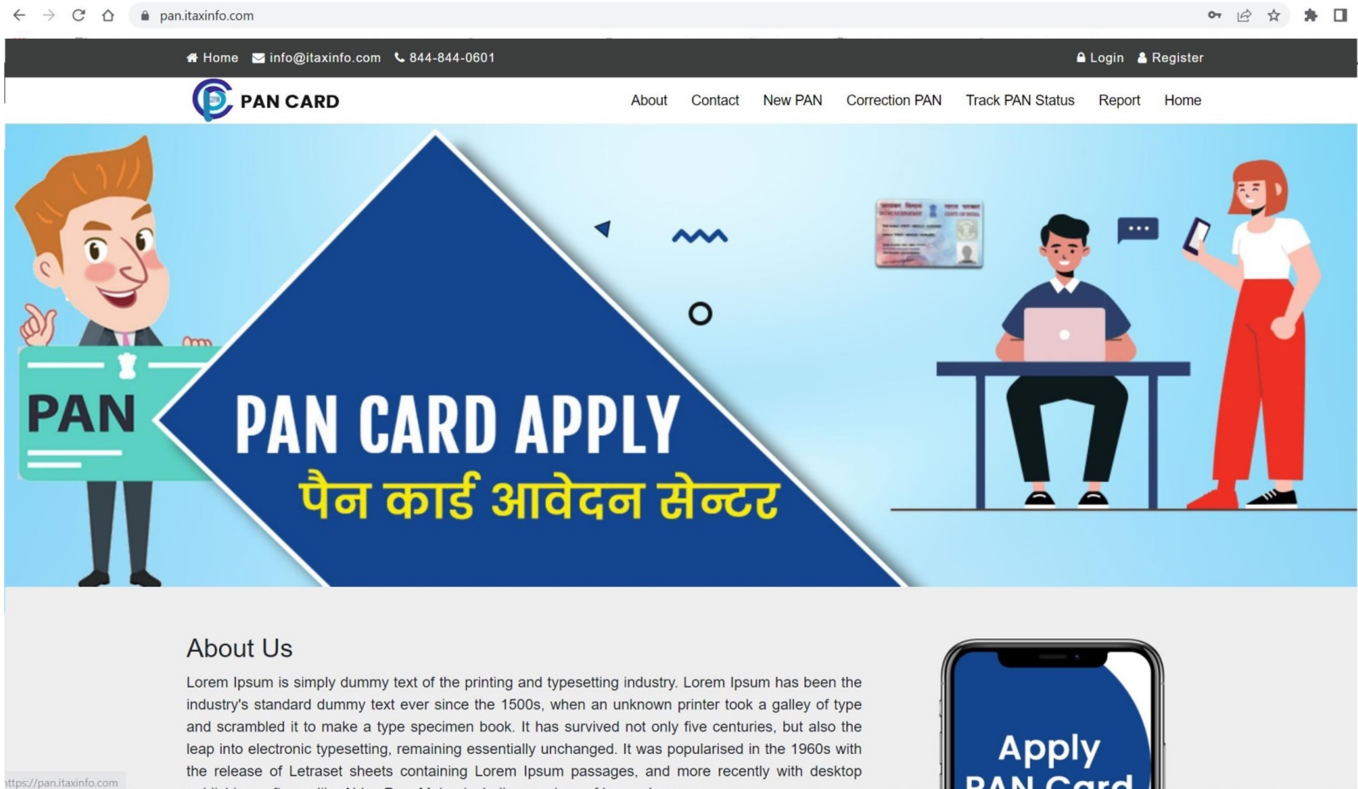 pan.itaxinfo.com
Home info@itaxinfo.com 844-844-0601 Login Register
PAN CARD About Contact New PAN Correction PAN Track PAN Status Report Home
PAN
PAN CARD APPLY
पैन कार्ड आवेदन सेन्टर
About Us
Lorem Ipsum is simply dummy text of the printing and typesetting industry. Lorem Ipsum has been the
industry's standard dummy text ever since the 1500s, when an unknown printer took a galley of type
and scrambled it to make a type specimen book. It has survived not only five centuries, but also the
leap into electronic typesetting, remaining essentially unchanged. It was popularised in the 1960s with
the release of Letraset sheets containing Lorem Ipsum passages, and more recently with desktop
Apply
PAN Card
https://pan.itaxinfo.com